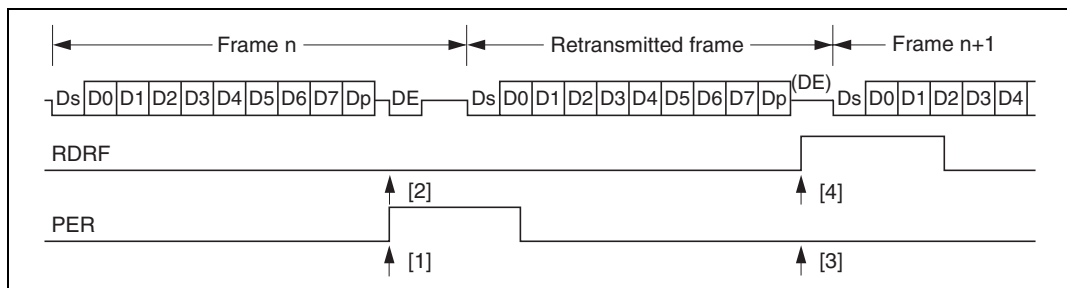 Frame n Retransmitted frame Frame n+1
Ds D0 D1 D2 D3 D4 D5 D6 D7 Dp DE Ds D0 D1 D2 D3 D4 D5 D6 D7 Dp (DE) Ds D0 D1 D2 D3 D4
RDRF
[2] [4]
PER
[1] [3]